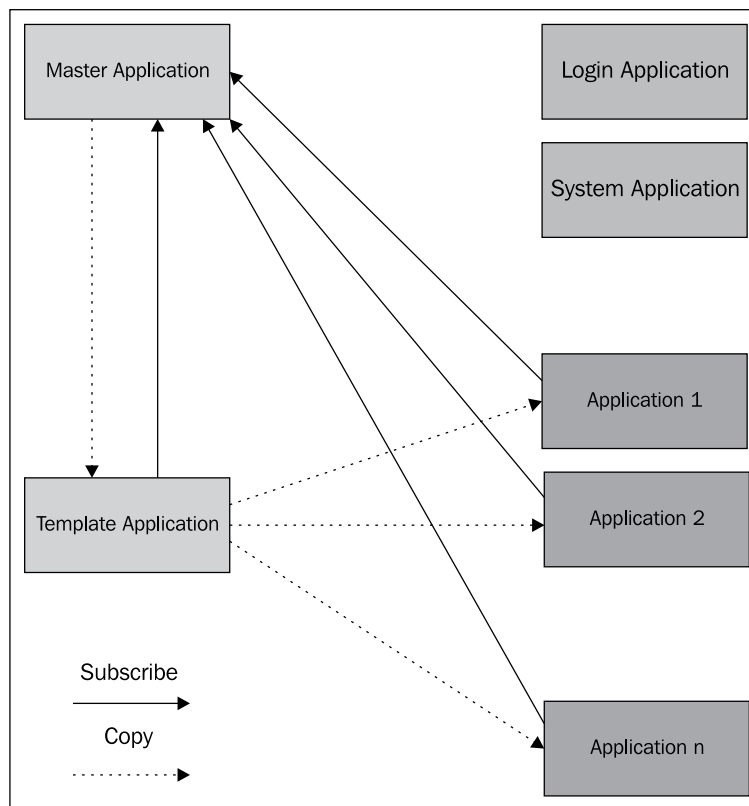 Master Application
Login Application
System Application
Application 1
Template Application
Application 2
Subscribe
Copy
Application n